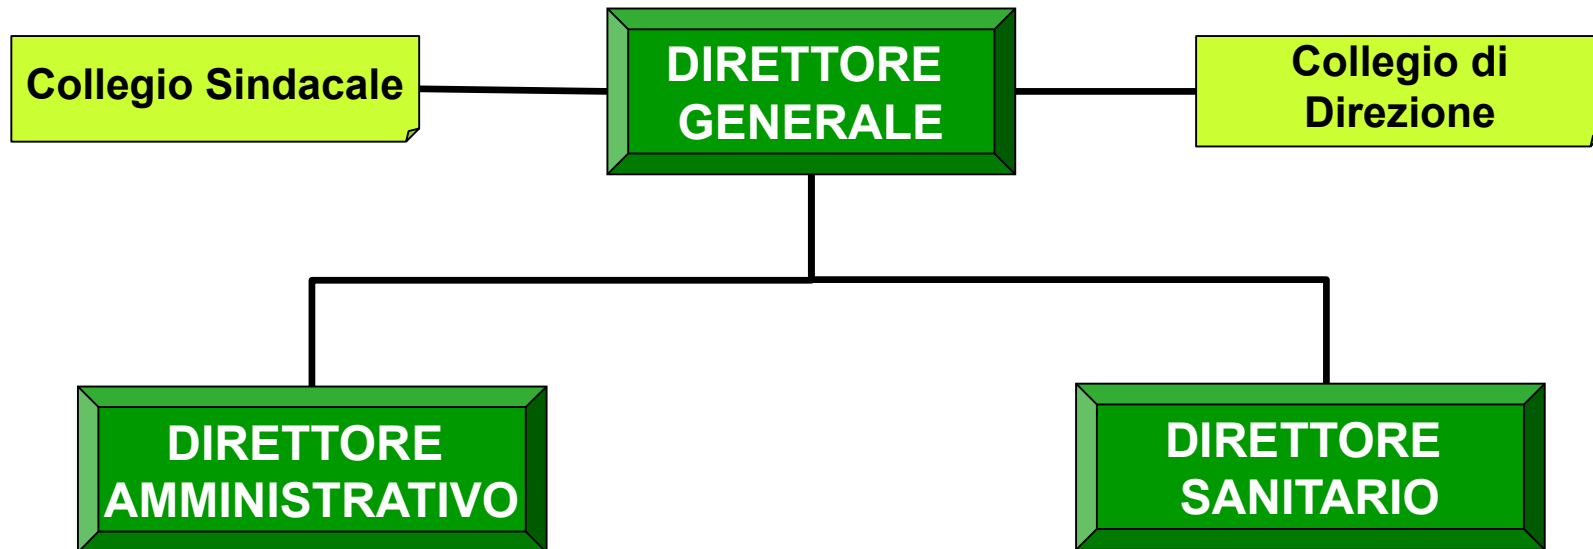 Collegio Sindacale
DIRETTORE
GENERALE
Collegio di
Direzione
DIRETTORE
AMMINISTRATIVO
DIRETTORE
SANITARIO